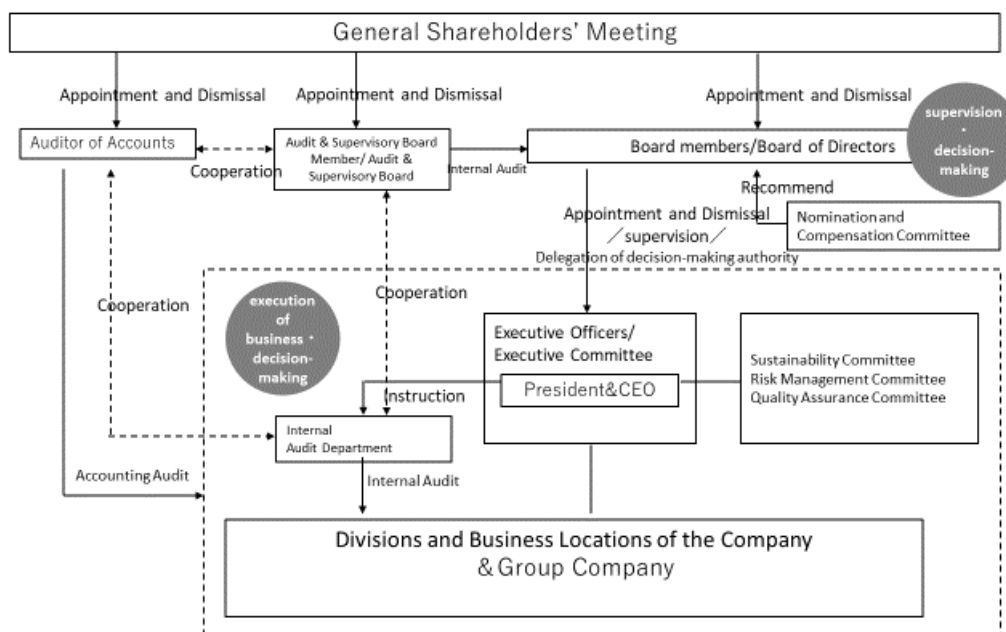 General Shareholders' Meeting
Appointment and Dismissal
Appointment and Dismissal
Appointment and Dismissal
supervision
・
decision-
making
Auditor of Accounts
Cooperation
Audit & Supervisory Board
Member/ Audit &
Supervisory Board
Internal Audit
Board members/Board of Directors
Recommend
Nomination and
Compensation Committee
Appointment and Dismissal
／supervision／
Delegation of decision-making authority
Cooperation
Cooperation
execution
of
business・
decision-
making
Executive Officers/
Executive Committee
President&CEO
Sustainability Committee
Risk Management Committee
Quality Assurance Committee
Instruction
Internal
Audit Department
Accounting Audit
Internal Audit
Divisions and Business Locations of the Company
& Group Company